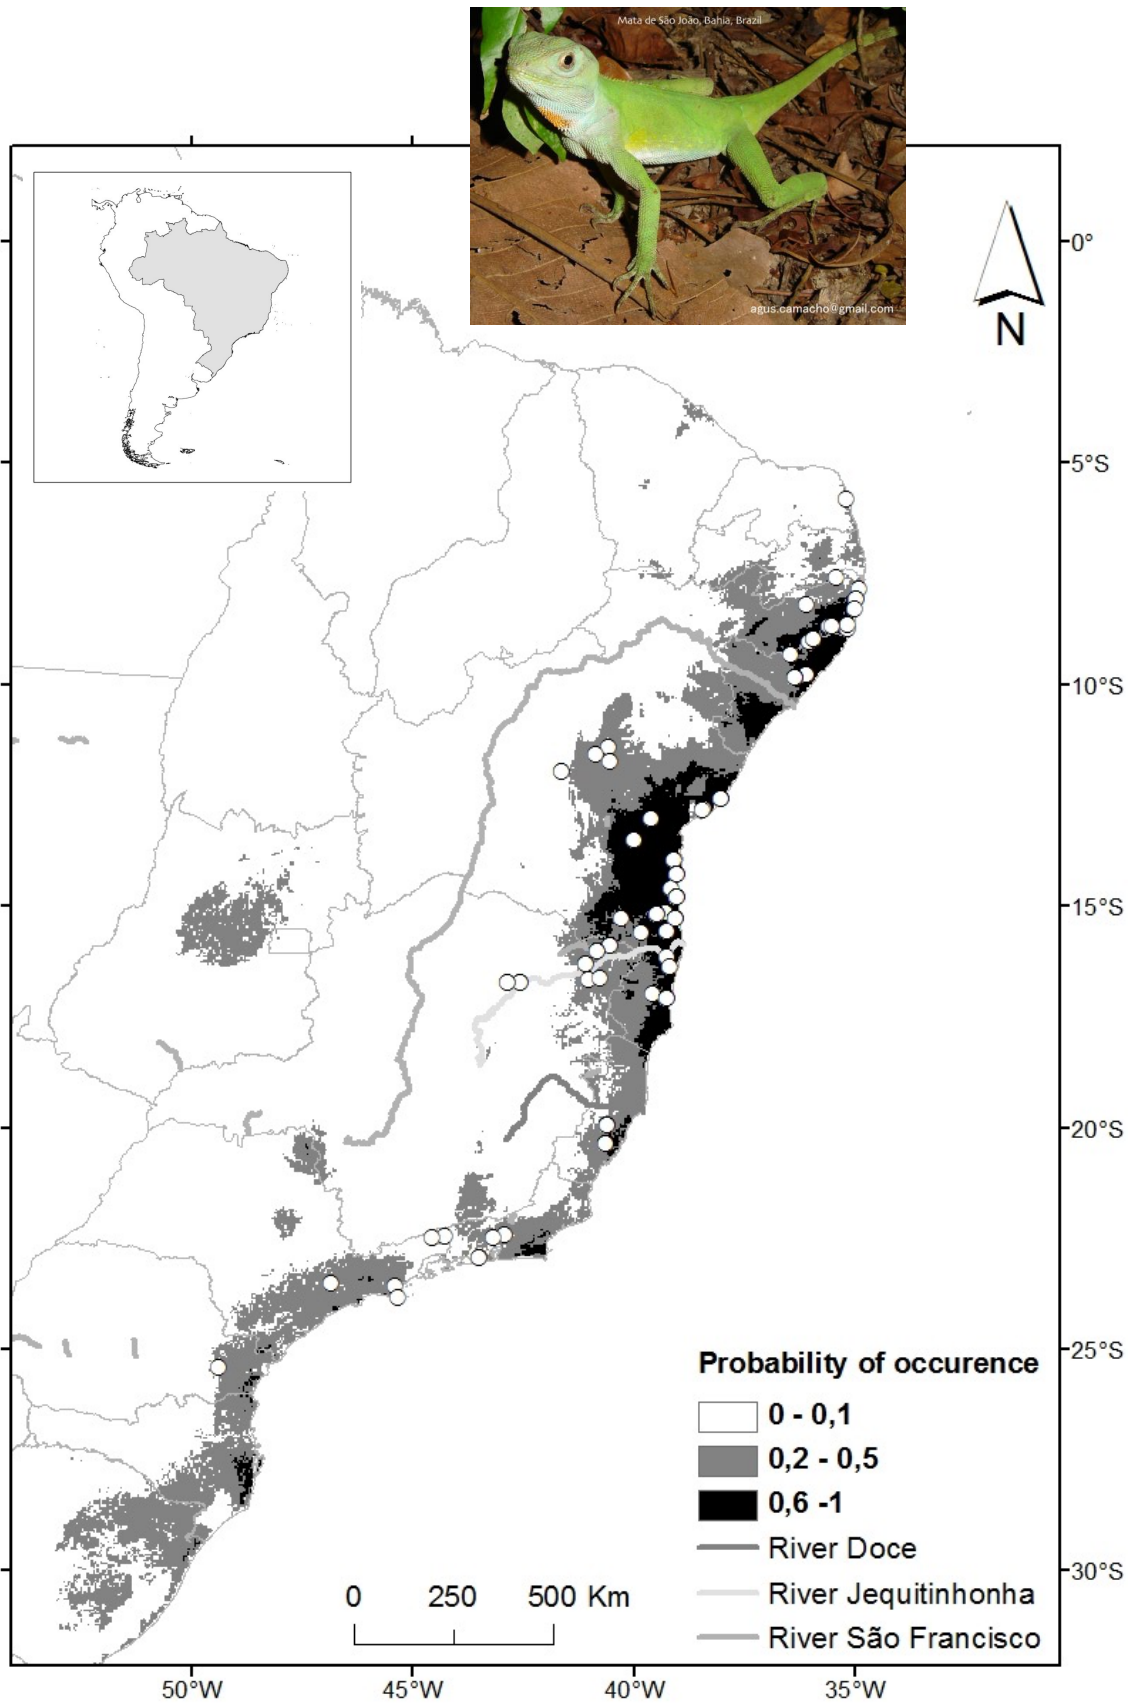 Mata de São João, Bahia, Brazil
agus.camacho@gmail.com
N
0°
5°S
10°S
15°S
20°S
25°S
30°S
Probability of occurence
0 - 0,1
0,2 - 0,5
0,6 -1
River Doce
River Jequitinhonha
River São Francisco
0 250 500 Km
50°W 45°W 40°W 35°W